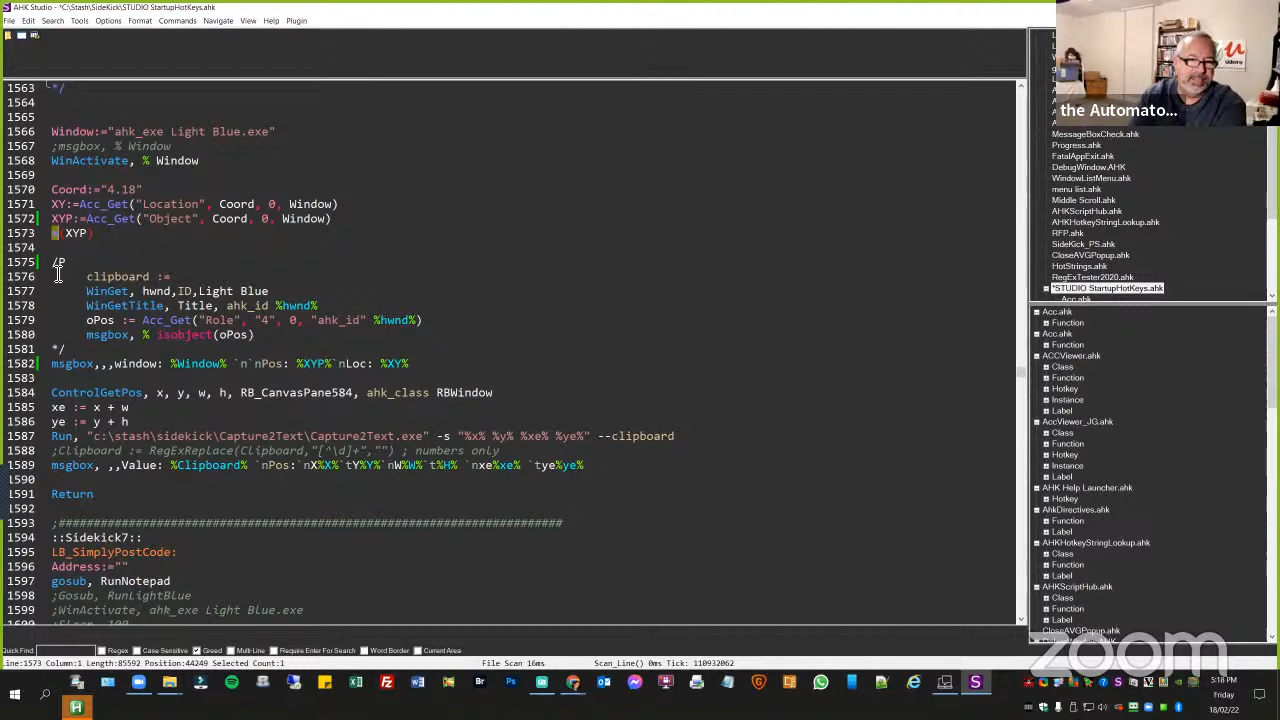 AHK Studio - *C:\Stash\SideKick\STUDIO StartupHotKeys.ahk
File Edit Search Tools Options Format Commands Navigate View Help Plugin
the Automato...
1563 */
1564
1565
1566 Window:="ahk_exe Light Blue.exe"
1567 ;msgbox, % Window
1568 WinActivate, % Window
1569
1570 Coord:="4.18"
1571 XY:=Acc_Get("Location", Coord, 0, Window)
1572 XYP:=Acc_Get("Object", Coord, 0, Window)
1573 (XYP)
1574
1575 /P
1576 clipboard :=
1577 WinGet, hwnd,ID,Light Blue
1578 WinGetTitle, Title, ahk_id %hwnd%
1579 oPos := Acc_Get("Role", "4", 0, "ahk_id" %hwnd%)
1580 msgbox, % isobject(oPos)
1581 */
1582 msgbox,,,window: %Window% `n`nPos: %XYP%`nLoc: %XY%
1583
1584 ControlGetPos, x, y, w, h, RB_CanvasPane584, ahk_class RBWindow
1585 xe := x + w
1586 ye := y + h
1587 Run, "c:\stash\sidekick\Capture2Text\Capture2Text.exe" -s "%x% %y% %xe% %ye%" --clipboard
1588 ;Clipboard := RegExReplace(Clipboard,"[^\d]+","") ; numbers only
1589 msgbox, ,,Value: %Clipboard% `nPos:`nX%X%`tY%Y%`nW%W%`t%H% `nxe%xe% `tye%ye%
1590
1591 Return
1592
1593 ;########################################################################
1594 ::Sidekick7::
1595 LB_SimplyPostCode:
1596 Address:=""
1597 gosub, RunNotepad
1598 ;Gosub, RunLightBlue
1599 ;WinActivate, ahk_exe Light Blue.exe
MessageBoxCheck.ahk
Progress.ahk
FatalAppExit.ahk
DebugWindow.AHK
WindowListMenu.ahk
menu list.ahk
Middle Scroll.ahk
AHKScriptHub.ahk
AHKHotkeyStringLookup.ahk
RFP.ahk
SideKick_PS.ahk
CloseAVGPopup.ahk
HotStrings.ahk
RegExTester2020.ahk
*STUDIO StartupHotKeys.ahk
Acc.ahk
Acc.ahk
Function
Acc.ahk
Function
ACCViewer.ahk
Class
Function
Hotkey
Instance
Label
AccViewer_JG.ahk
Class
Function
Hotkey
Instance
Label
AHK Help Launcher.ahk
Hotkey
AhkDirectives.ahk
Function
Label
AHKHotkeyStringLookup.ahk
Class
Function
Label
AHKScriptHub.ahk
Class
Function
Label
CloseAVGPopup.ahk
Function
zoom
Quick Find: Regex Case Sensitive Greed Multi-Line Require Enter For Search Word Border Current Area
Line:1573 Column:1 Length:85592 Position:44249 Selected Count:1 File Scan 16ms Scan_Line() 0ms Tick: 110932062
5:18 PM
Friday
18/02/22